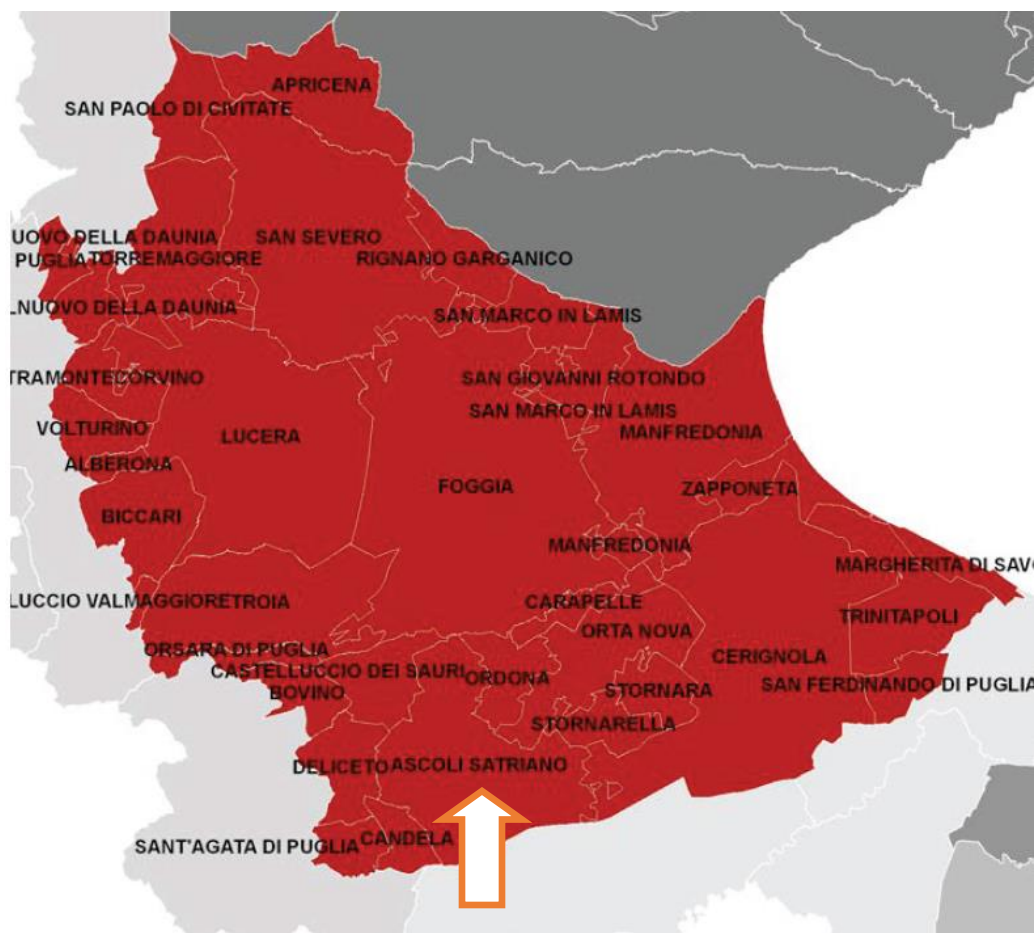 APRICENA
SAN PAOLO DI CIVITATE
UOVO DELLA DAUNIA
SAN SEVERO
PUGLIA
TORREMAGGIORE
RIGNANO GARGANICO
LNUOVO DELLA DAUNIA
SAN MARCO IN LAMIS
TRAMONTECORVINO
SAN GIOVANNI ROTONDO
SAN MARCO IN LAMIS
VOLTURINO
LUCERA
MANFREDONIA
ALBERONA
FOGGIA
ZAPPONETA
BICCARI
MANFREDONIA
MARGHERITA DI SAVO
LUCCIO VALMAGGIORE
TROIA
CARAPELLE
TRINITAPOLI
ORTA NOVA
ORSARA DI PUGLIA
CERIGNOLA
CASTELLUCCIO DEI SAURI
ORDONA
SAN FERDINANDO DI PUGLIA
BOVINO
STORNARA
STORNARELLA
DELICETO
ASCOLI SATRIANO
SANT'AGATA DI PUGLIA
CANDELA